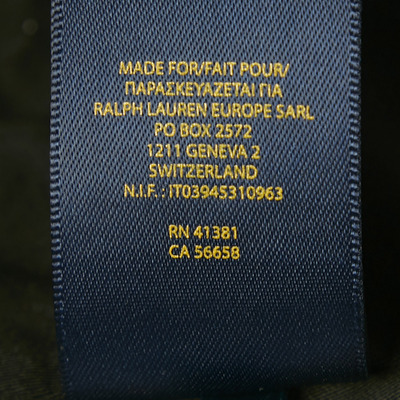 MADE FOR/FAIT POUR/
ΠΑΡΑΣΚΕΥΑΖΕΤΑΙ ΓΙΑ
RALPH LAUREN EUROPE SARL
PO BOX 2572
1211 GENEVA 2
SWITZERLAND
N.I.F. : IT03945310963
RN 41381
CA 56658